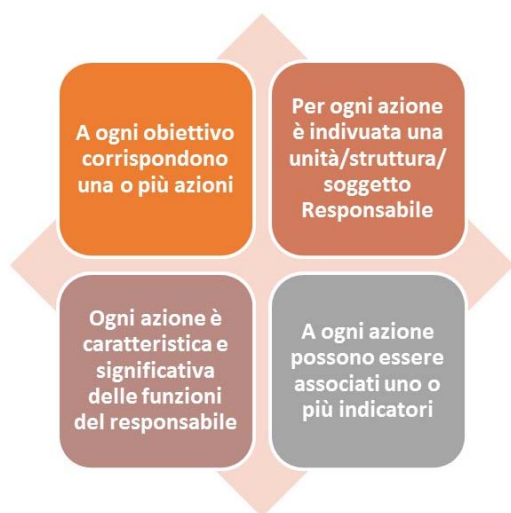 A ogni obiettivo
corrispondono
una o più azioni
Per ogni azione
è indivuata una
unità/struttura/
soggetto
Responsabile
Ogni azione è
caratteristica e
significativa
delle funzioni
del responsabile
A ogni azione
possono essere
associati uno o
più indicatori